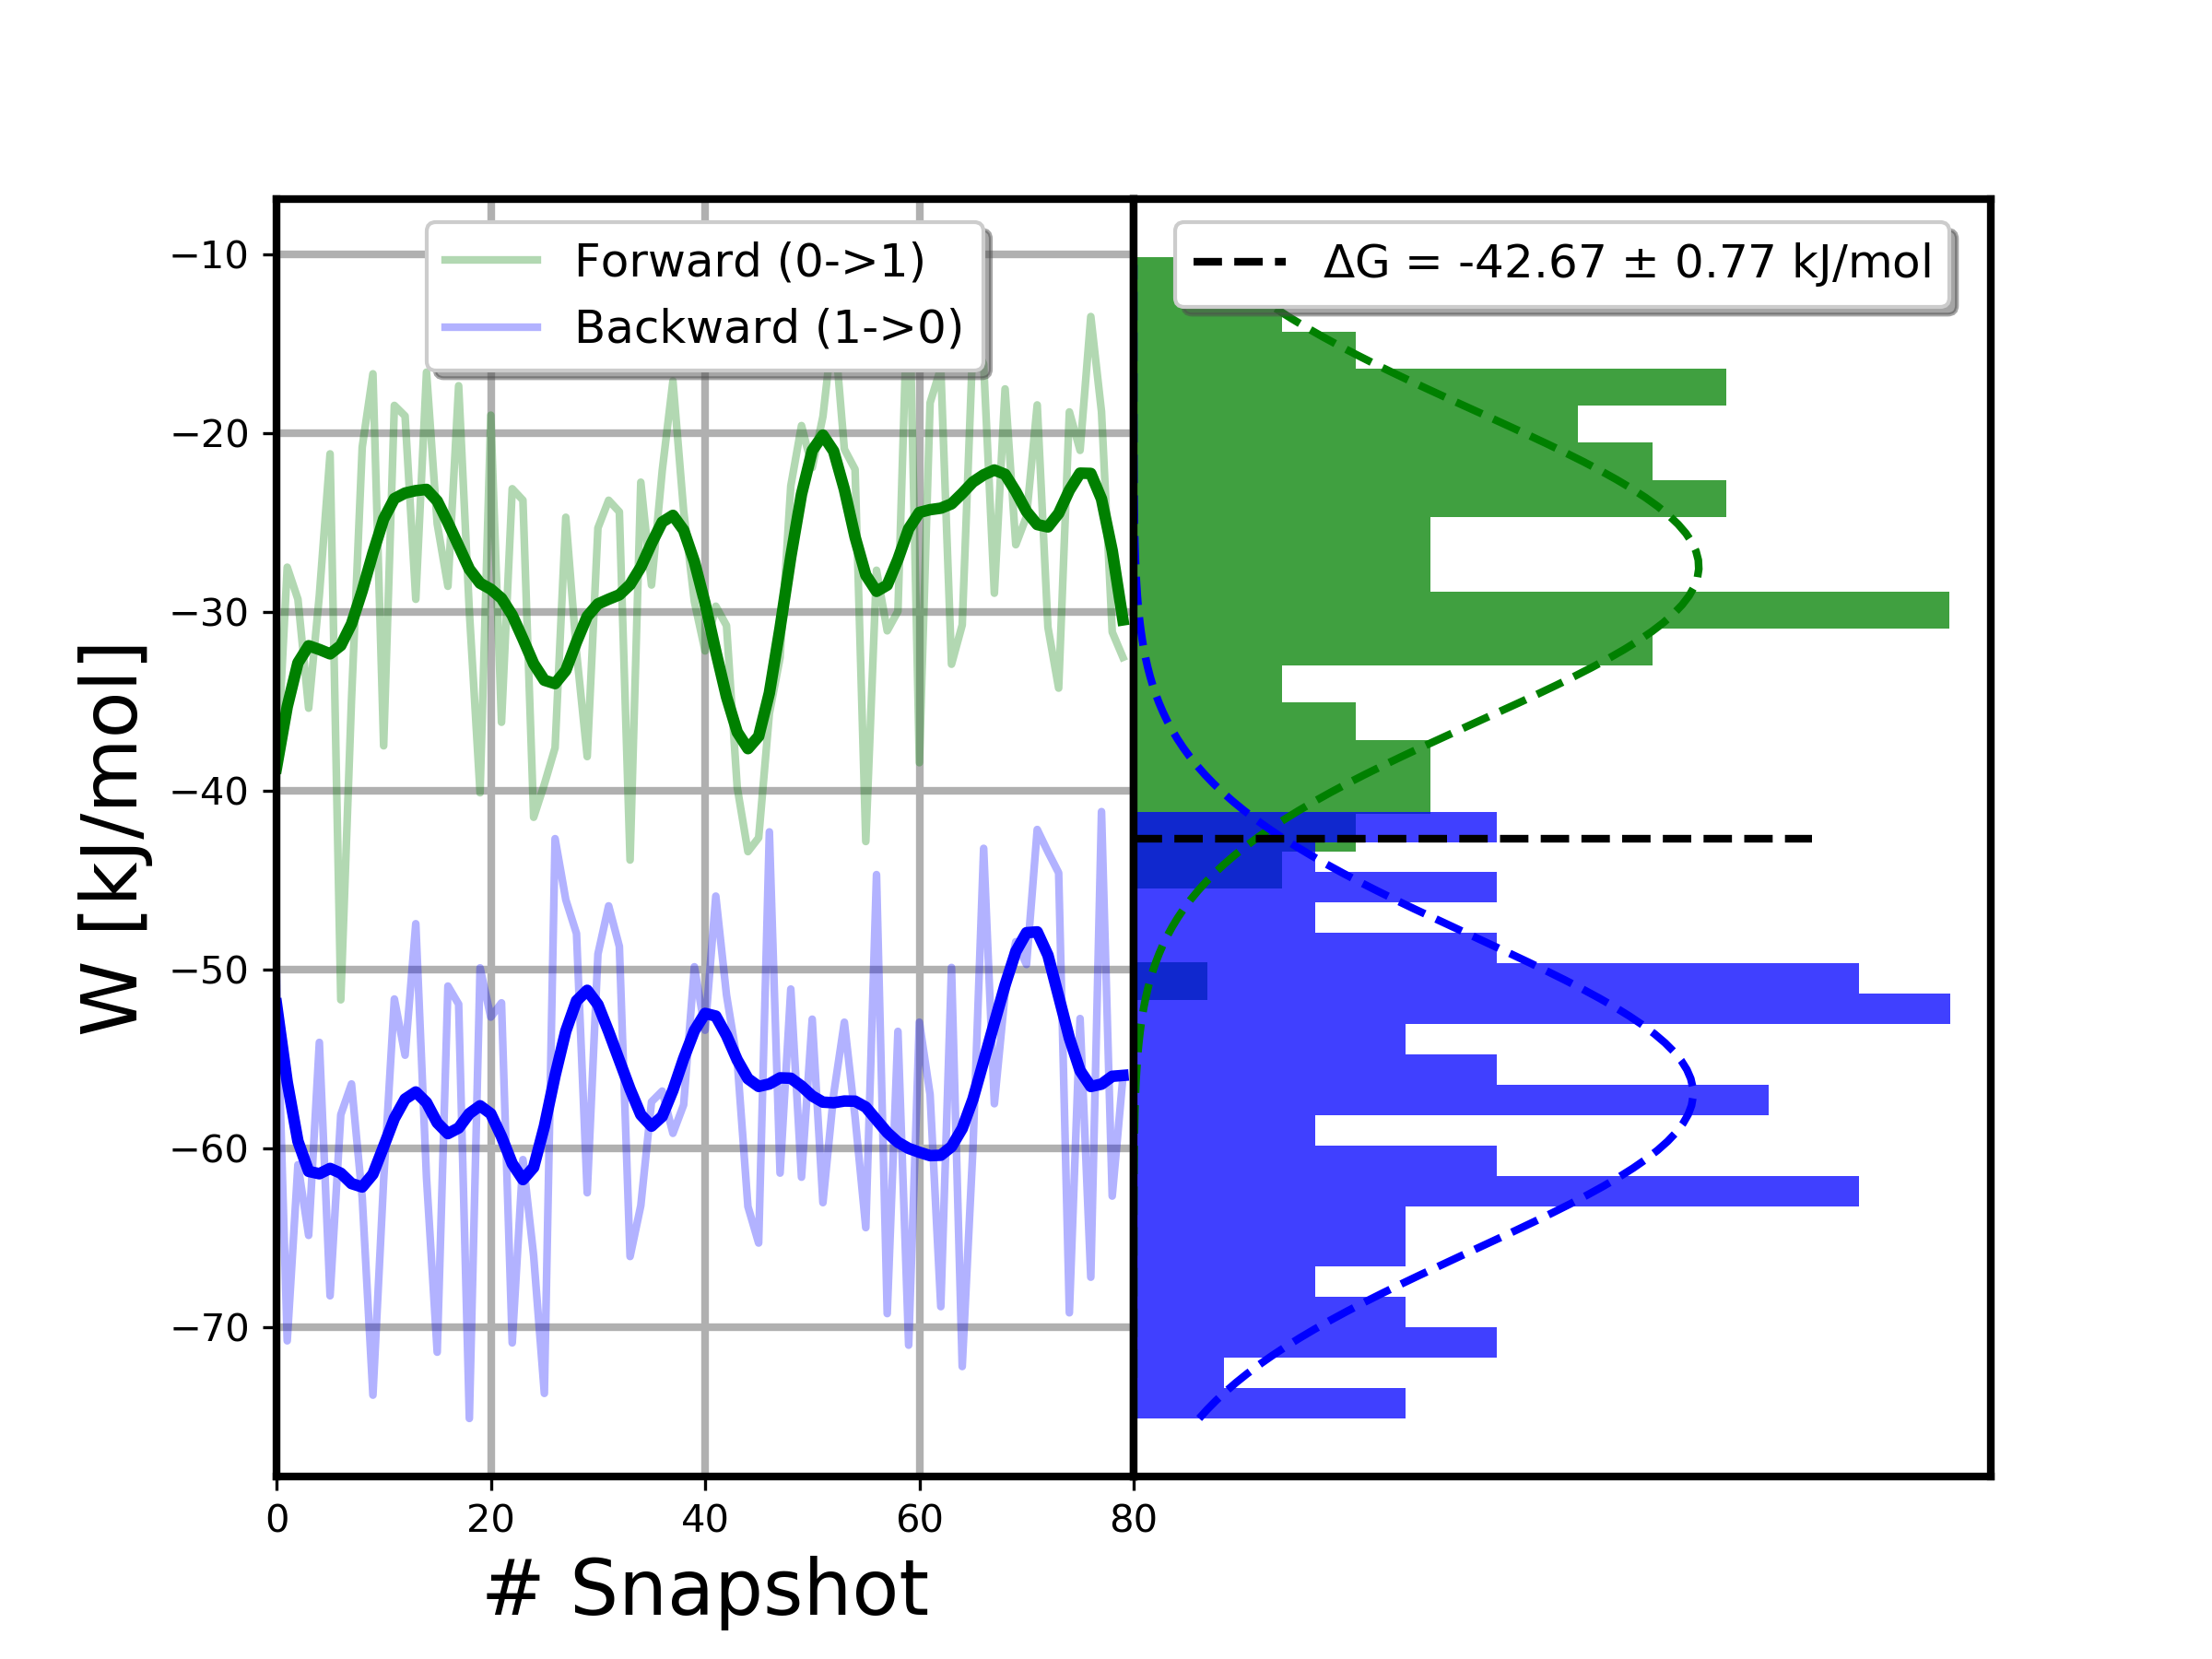 Forward (0->1)
Backward (1->0)
ΔG = -42.67 ± 0.77 kJ/mol
W [kJ/mol]
−10
−20
−30
−40
−50
−60
−70
0 20 40 60 80
# Snapshot